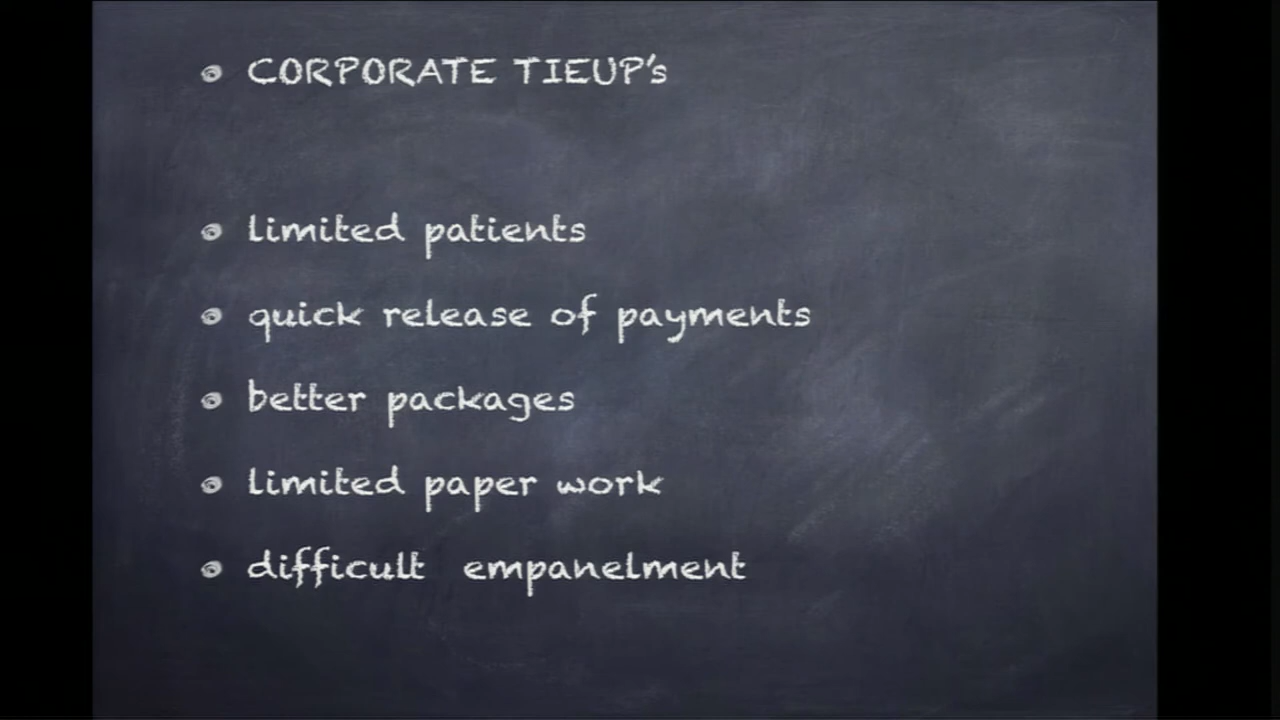 CORPORATE TIEUP's
limited patients
quick release of payments
better packages
limited paper work
difficult empanelment